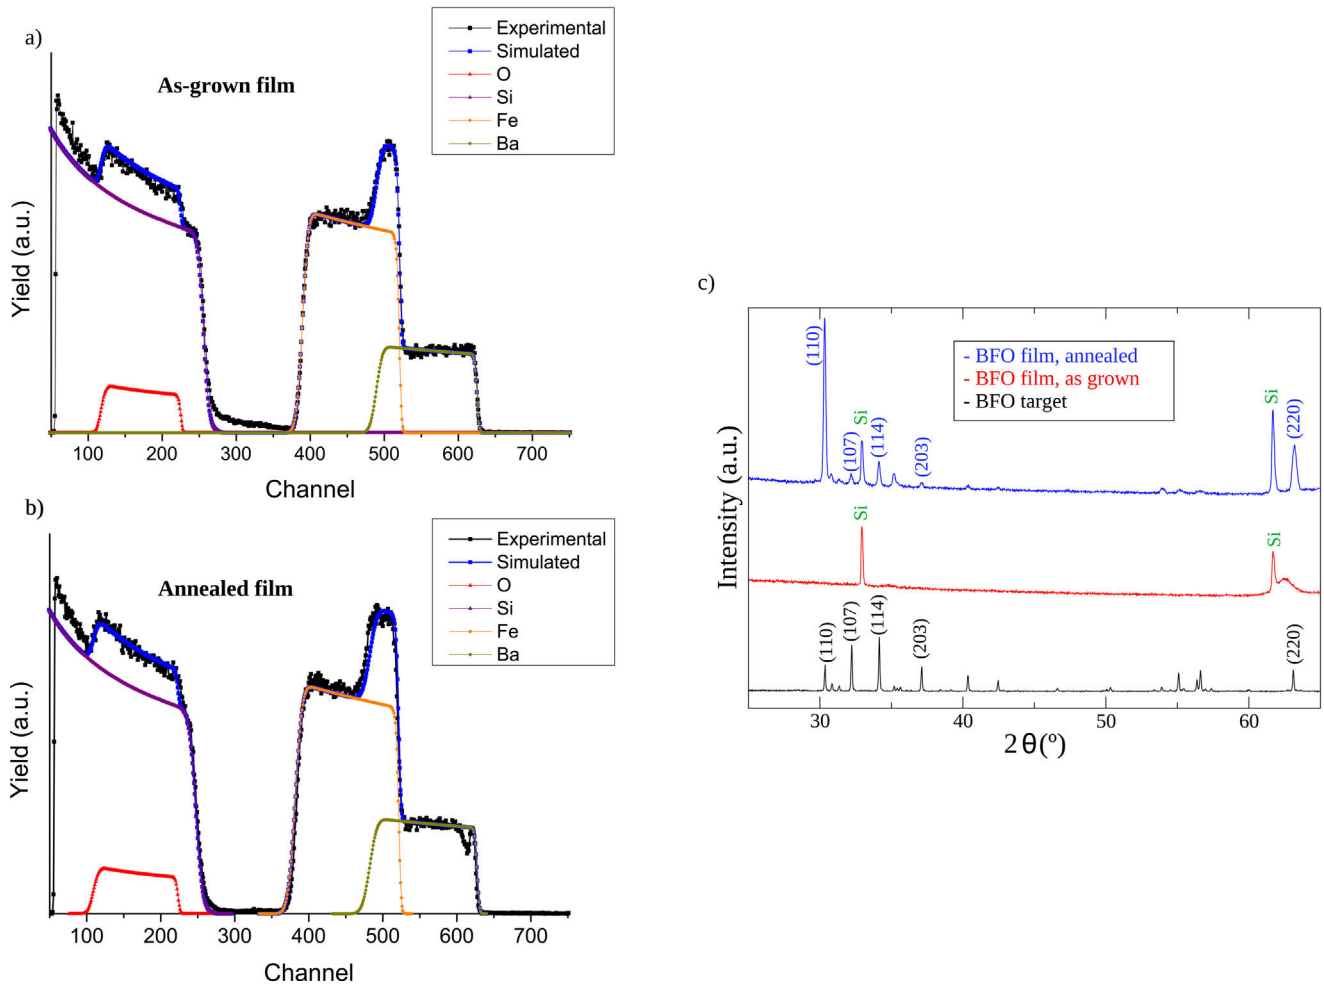 a)
As-grown film
Experimental
Simulated
O
Si
Fe
Ba
Yield (a.u.)
100 200 300 400 500 600 700
Channel
b)
Annealed film
Experimental
Simulated
O
Si
Fe
Ba
Yield (a.u.)
100 200 300 400 500 600 700
Channel
c)
- BFO film, annealed
- BFO film, as grown
- BFO target
(110)
(107)
Si
(114)
(203)
Si
(220)
Si
Si
(110)
(107)
(114)
(203)
(220)
Intensity (a.u.)
30 40 50 60
2θ(º)